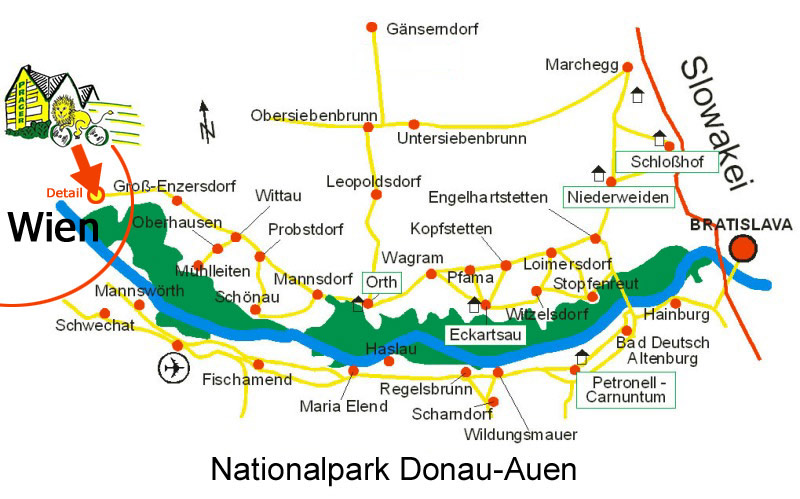 Gänserndorf
Marchegg
Slowakei
PRAGER
N
Obersiebenbrunn
Untersiebenbrunn
Schloßhof
Detail
Groß-Enzersdorf
Leopoldsdorf
Niederweiden
Wittau
Engelhartstetten
Wien
Oberhausen
Probstdorf
Kopfstetten
BRATISLAVA
Wagram
Loimersdorf
Mühlleiten
Mannsdorf
Orth
Pfama
Stopfenreut
Mannswörth
Schönau
Witzelsdorf
Hainburg
Schwechat
Eckartsau
Bad Deutsch
Altenburg
Haslau
Fischamend
Regelsbrunn
Petronell -
Carnuntum
Maria Elend
Scharndorf
Wildungsmauer
Nationalpark Donau-Auen